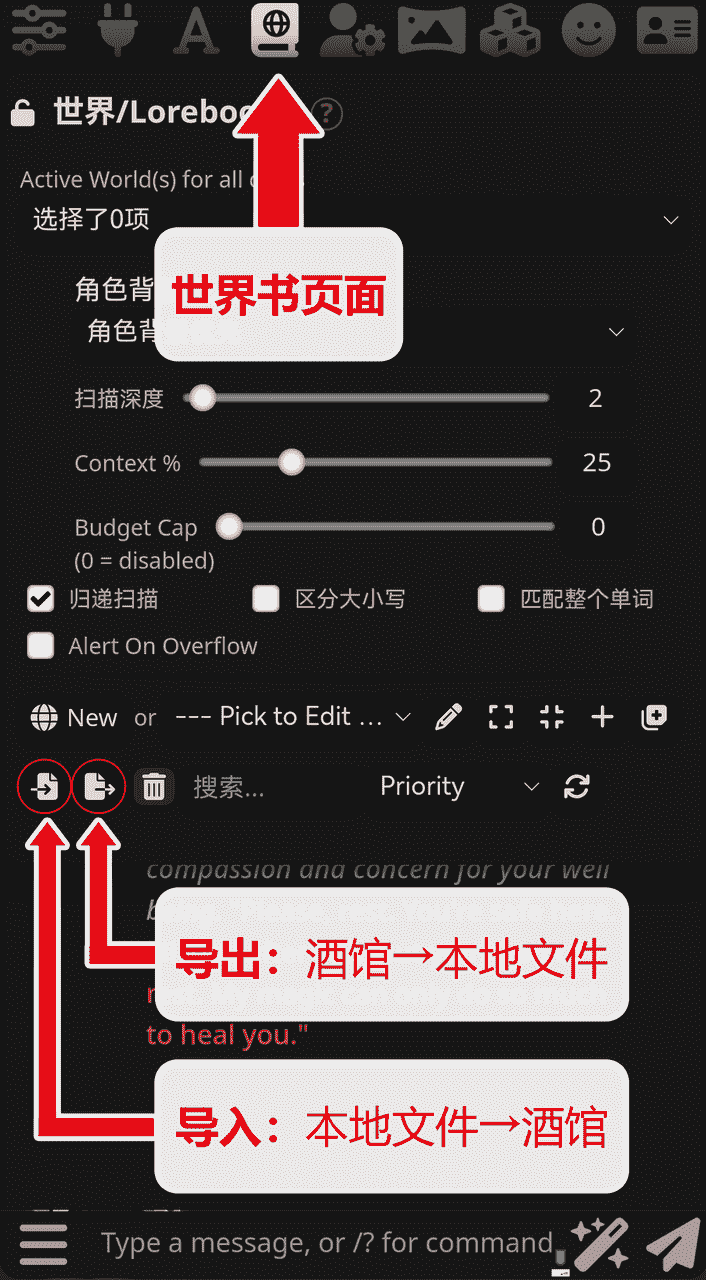 世界/Loreboo
?
Active World(s) for all
选择了0项
世界书页面
角色背
角色背
扫描深度 2
Context % 25
Budget Cap 0
(0 = disabled)
归递扫描 区分大小写 匹配整个单词
Alert On Overflow
New or --- Pick to Edit ...
搜索... Priority
compassion and concern for your well
导出：酒馆→本地文件
to heal you."
导入：本地文件→酒馆
Type a message, or /? for command